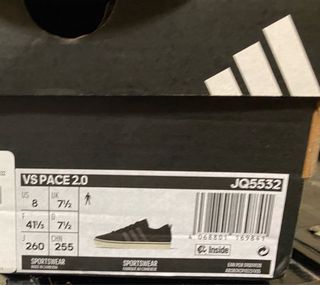 VS PACE 2.0
JQ5532
US 8 UK 7½
F 41⅓ D 7½
J 260 CHN 255
SPORTSWEAR
SPORTSWEAR
Inside